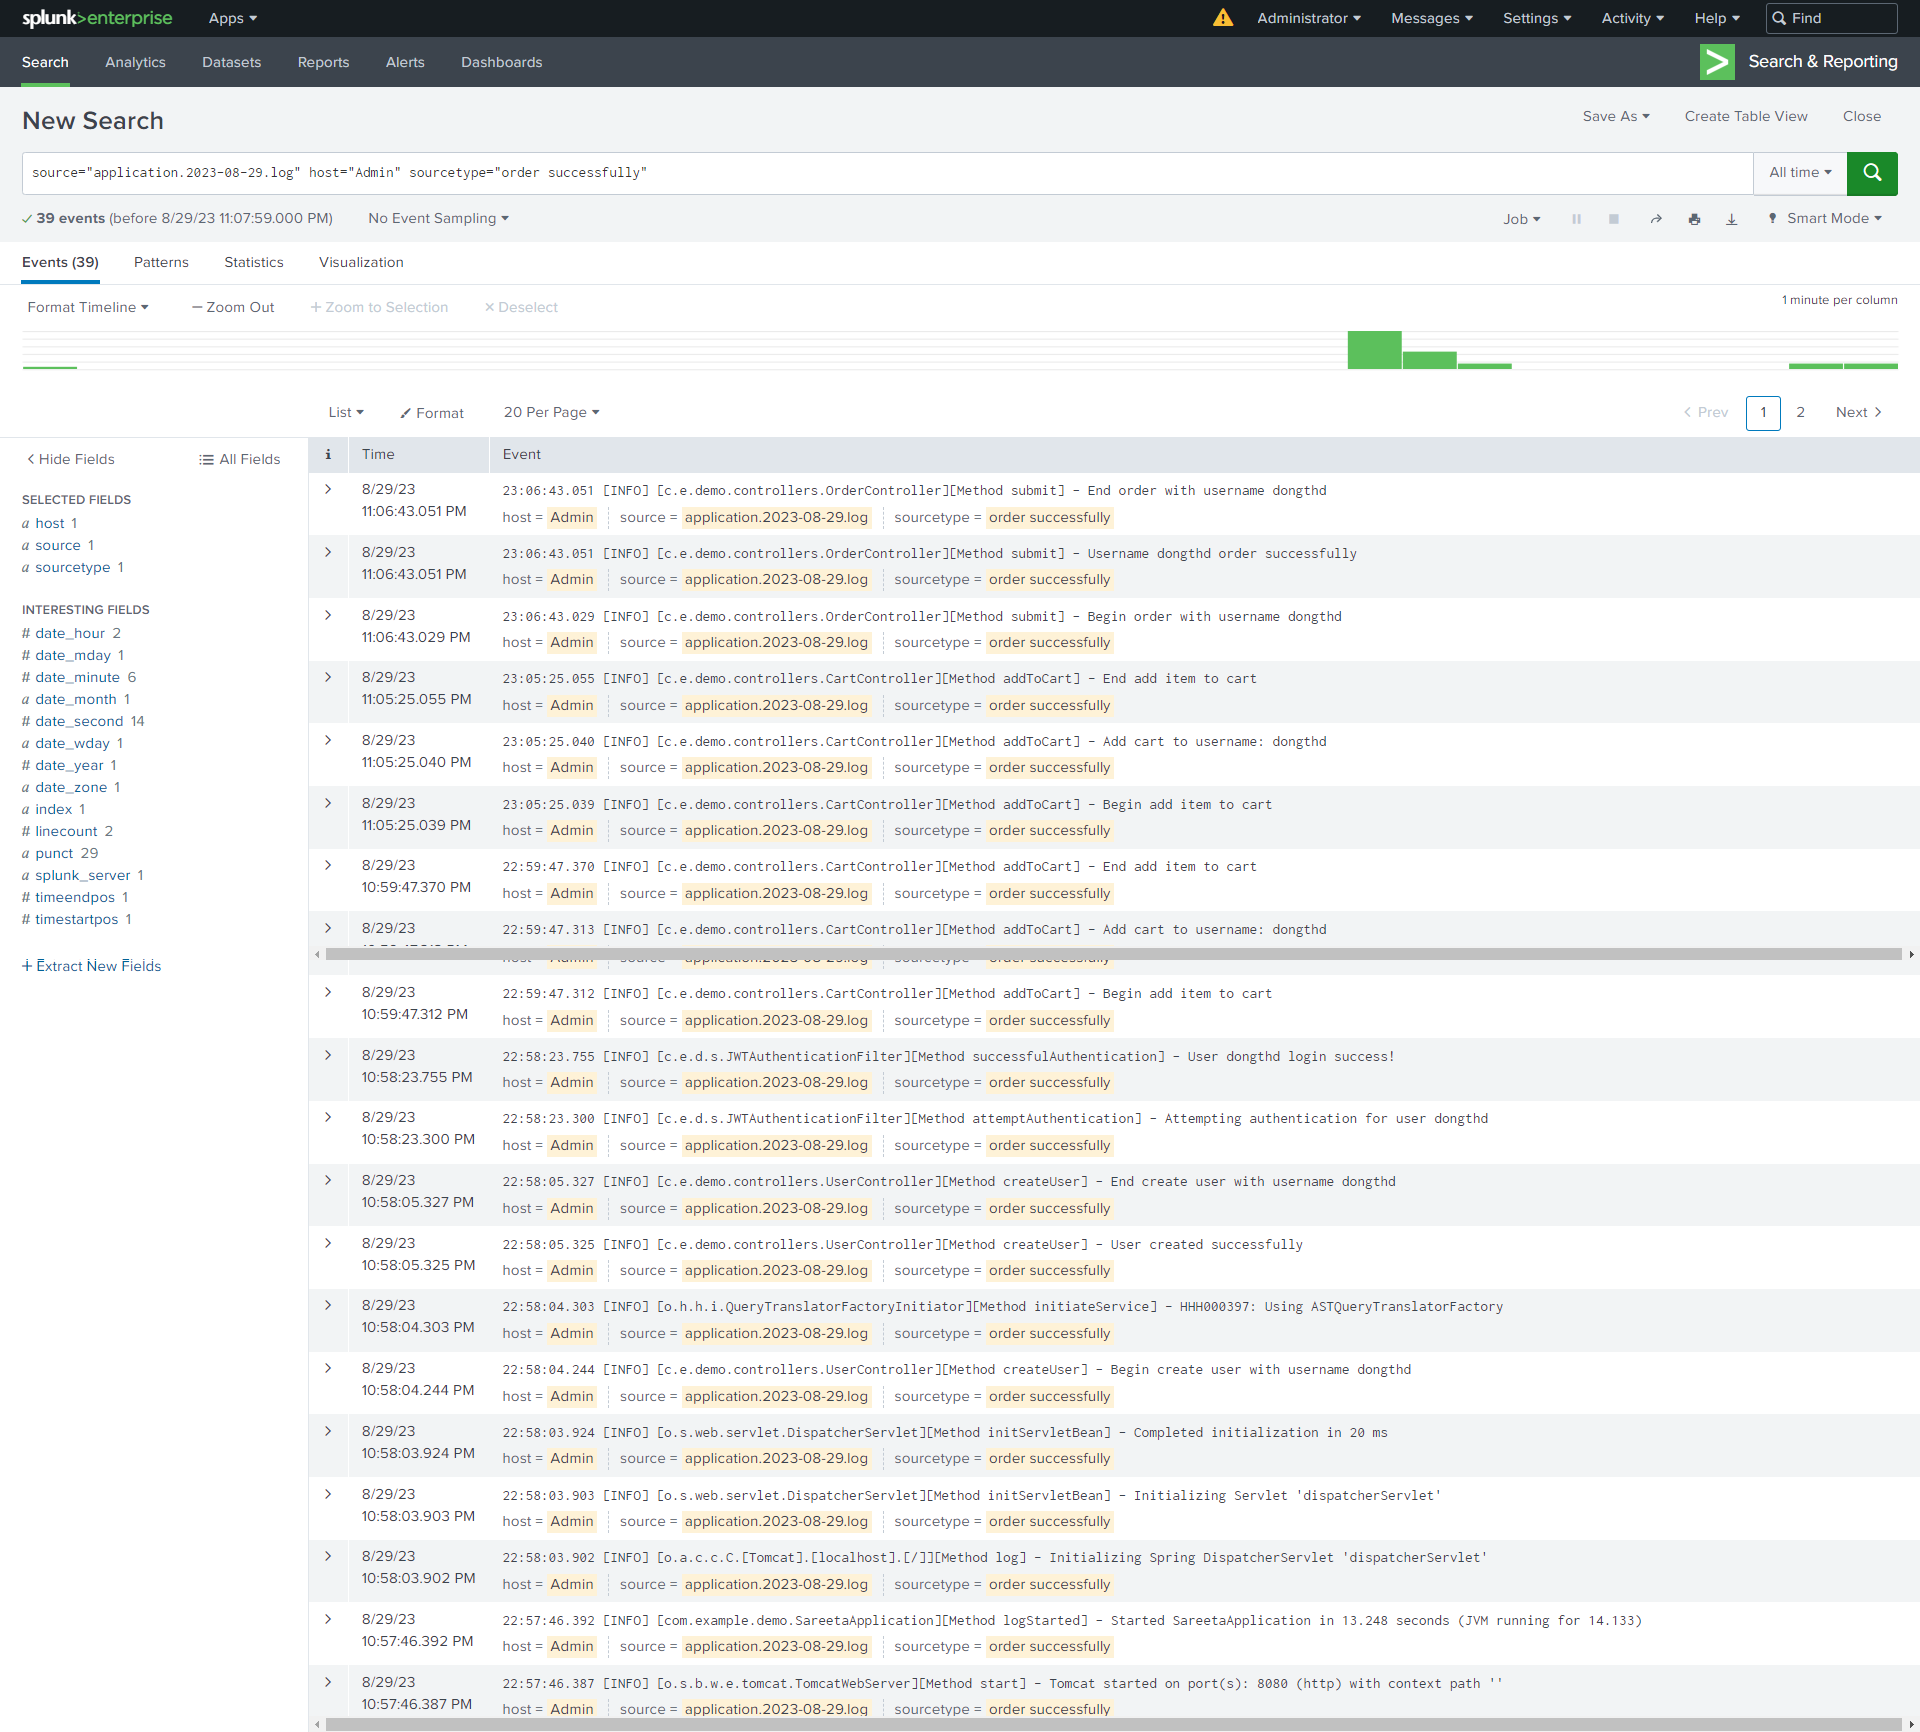 splunk>enterprise Apps Administrator Messages Settings Activity Help Find
Search Analytics Datasets Reports Alerts Dashboards Search & Reporting
New Search Save As Create Table View Close
source="application.2023-08-29.log" host="Admin" sourcetype="order successfully" All time
39 events (before 8/29/23 11:07:59.000 PM) No Event Sampling Job Smart Mode
Events (39) Patterns Statistics Visualization
Format Timeline — Zoom Out + Zoom to Selection × Deselect 1 minute per column
List Format 20 Per Page < Prev 1 2 Next >
< Hide Fields All Fields
SELECTED FIELDS
a host 1
a source 1
a sourcetype 1
INTERESTING FIELDS
# date_hour 2
# date_mday 1
# date_minute 6
a date_month 1
# date_second 14
a date_wday 1
# date_year 1
a date_zone 1
a index 1
# linecount 2
a punct 29
a splunk_server 1
# timeendpos 1
# timestartpos 1
+ Extract New Fields
i Time Event
8/29/23 23:06:43.051 [INFO] [c.e.demo.controllers.OrderController][Method submit] - End order with username dongthd
11:06:43.051 PM host = Admin source = application.2023-08-29.log sourcetype = order successfully
8/29/23 23:06:43.051 [INFO] [c.e.demo.controllers.OrderController][Method submit] - Username dongthd order successfully
11:06:43.051 PM host = Admin source = application.2023-08-29.log sourcetype = order successfully
8/29/23 23:06:43.029 [INFO] [c.e.demo.controllers.OrderController][Method submit] - Begin order with username dongthd
11:06:43.029 PM host = Admin source = application.2023-08-29.log sourcetype = order successfully
8/29/23 23:05:25.055 [INFO] [c.e.demo.controllers.CartController][Method addToCart] - End add item to cart
11:05:25.055 PM host = Admin source = application.2023-08-29.log sourcetype = order successfully
8/29/23 23:05:25.040 [INFO] [c.e.demo.controllers.CartController][Method addToCart] - Add cart to username: dongthd
11:05:25.040 PM host = Admin source = application.2023-08-29.log sourcetype = order successfully
8/29/23 23:05:25.039 [INFO] [c.e.demo.controllers.CartController][Method addToCart] - Begin add item to cart
11:05:25.039 PM host = Admin source = application.2023-08-29.log sourcetype = order successfully
8/29/23 22:59:47.370 [INFO] [c.e.demo.controllers.CartController][Method addToCart] - End add item to cart
10:59:47.370 PM host = Admin source = application.2023-08-29.log sourcetype = order successfully
8/29/23 22:59:47.313 [INFO] [c.e.demo.controllers.CartController][Method addToCart] - Add cart to username: dongthd
8/29/23 22:59:47.312 [INFO] [c.e.demo.controllers.CartController][Method addToCart] - Begin add item to cart
10:59:47.312 PM host = Admin source = application.2023-08-29.log sourcetype = order successfully
8/29/23 22:58:23.755 [INFO] [c.e.d.s.JWTAuthenticationFilter][Method successfulAuthentication] - User dongthd login success!
10:58:23.755 PM host = Admin source = application.2023-08-29.log sourcetype = order successfully
8/29/23 22:58:23.300 [INFO] [c.e.d.s.JWTAuthenticationFilter][Method attemptAuthentication] - Attempting authentication for user dongthd
10:58:23.300 PM host = Admin source = application.2023-08-29.log sourcetype = order successfully
8/29/23 22:58:05.327 [INFO] [c.e.demo.controllers.UserController][Method createUser] - End create user with username dongthd
10:58:05.327 PM host = Admin source = application.2023-08-29.log sourcetype = order successfully
8/29/23 22:58:05.325 [INFO] [c.e.demo.controllers.UserController][Method createUser] - User created successfully
10:58:05.325 PM host = Admin source = application.2023-08-29.log sourcetype = order successfully
8/29/23 22:58:04.303 [INFO] [o.h.h.i.QueryTranslatorFactoryInitiator][Method initiateService] - HHH000397: Using ASTQueryTranslatorFactory
10:58:04.303 PM host = Admin source = application.2023-08-29.log sourcetype = order successfully
8/29/23 22:58:04.244 [INFO] [c.e.demo.controllers.UserController][Method createUser] - Begin create user with username dongthd
10:58:04.244 PM host = Admin source = application.2023-08-29.log sourcetype = order successfully
8/29/23 22:58:03.924 [INFO] [o.s.web.servlet.DispatcherServlet][Method initServletBean] - Completed initialization in 20 ms
10:58:03.924 PM host = Admin source = application.2023-08-29.log sourcetype = order successfully
8/29/23 22:58:03.903 [INFO] [o.s.web.servlet.DispatcherServlet][Method initServletBean] - Initializing Servlet 'dispatcherServlet'
10:58:03.903 PM host = Admin source = application.2023-08-29.log sourcetype = order successfully
8/29/23 22:58:03.902 [INFO] [o.a.c.c.C.[Tomcat].[localhost].[/]][Method log] - Initializing Spring DispatcherServlet 'dispatcherServlet'
10:58:03.902 PM host = Admin source = application.2023-08-29.log sourcetype = order successfully
8/29/23 22:57:46.392 [INFO] [com.example.demo.SareetaApplication][Method logStarted] - Started SareetaApplication in 13.248 seconds (JVM running for 14.133)
10:57:46.392 PM host = Admin source = application.2023-08-29.log sourcetype = order successfully
8/29/23 22:57:46.387 [INFO] [o.s.b.w.e.tomcat.TomcatWebServer][Method start] - Tomcat started on port(s): 8080 (http) with context path ''
10:57:46.387 PM host = Admin source = application.2023-08-29.log sourcetype = order successfully